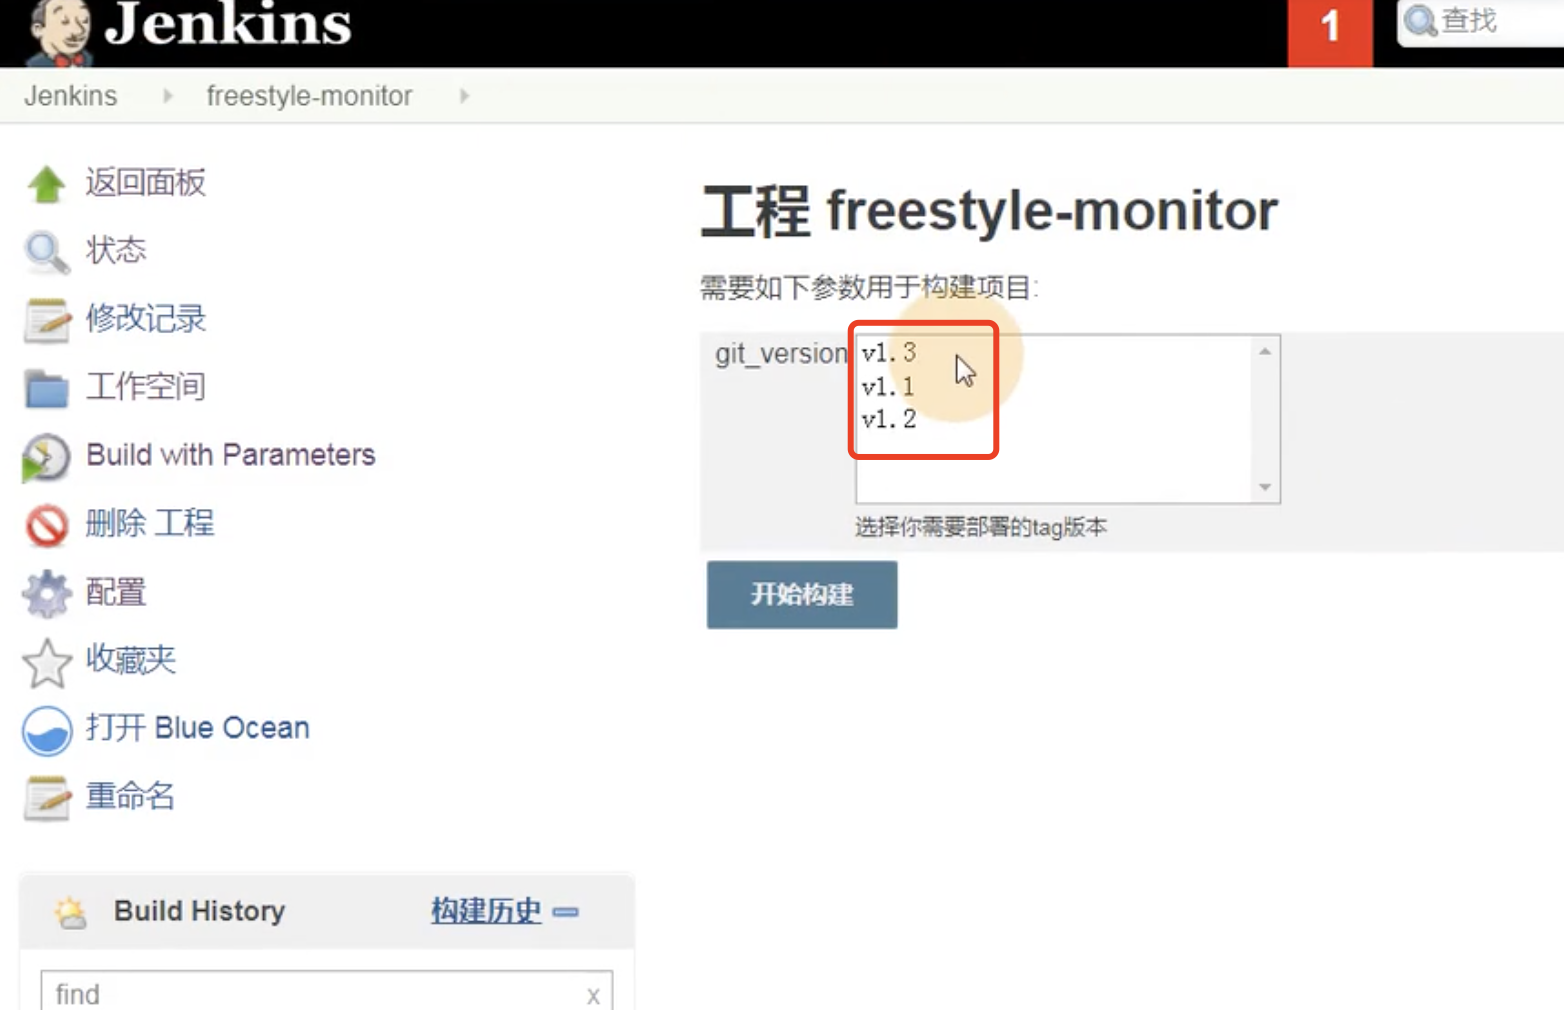 Jenkins
1
查找
Jenkins
freestyle-monitor
返回面板
状态
修改记录
工作空间
Build with Parameters
删除 工程
配置
收藏夹
打开 Blue Ocean
重命名
工程 freestyle-monitor
需要如下参数用于构建项目:
git_version
v1.3
v1.1
v1.2
选择你需要部署的tag版本
开始构建
Build History
构建历史
find
x